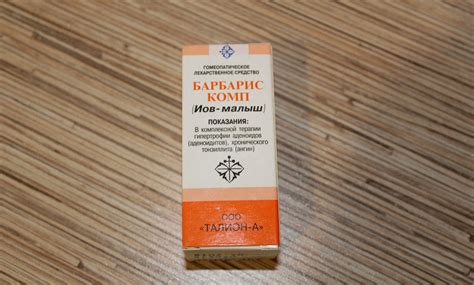 ГОМЕОПАТИЧЕСКОЕ
ЛЕКАРСТВЕННОЕ СРЕДСТВО
БАРБАРИС
КОМП
(Иов-малыш)
ПОКАЗАНИЯ:
В комплексной терапии
гипертрофии аденоидов
(аденоидитов), хронического
тонзиллита (ангин)
ООО
"ТАЛИОН-А"